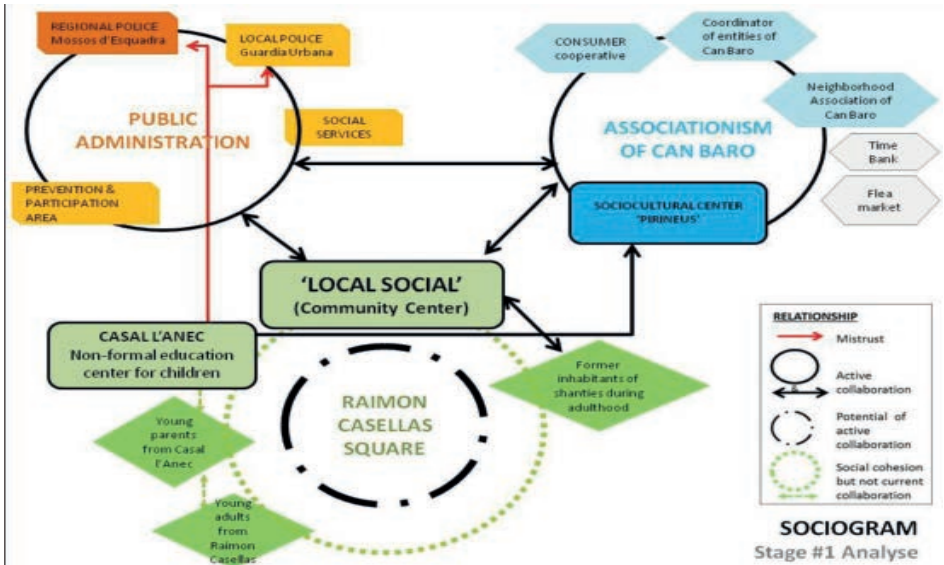 REGIONAL POLICE
Mossos d'Esquadra
LOCAL POLICE
Guardia Urbana
PUBLIC
ADMINISTRATION
SOCIAL
SERVICES
PREVENTION &
PARTICIPATION
AREA
CONSUMER
cooperative
Coordinator
of entities of
Can Baro
Neighborhood
Association of
Can Baro
ASSOCIATIONISM
OF CAN BARO
Time
Bank
Flea
market
SOCIOCULTURAL CENTER
'PIRINEUS'
'LOCAL SOCIAL'
(Community Center)
CASAL L'ANEC
Non-formal education
center for children
Former
inhabitants of
shanties during
adulthood
RAIMON
CASELLAS
SQUARE
Young
parents
from Casal
l'Anec
Young
adults
from
Raimon
Casellas
RELATIONSHIP
Mistrust
Active
&
collaboration
Potential of
active
collaboration
Social cohesion
but not current
collaboration
SOCIOGRAM
Stage #1 Analyse